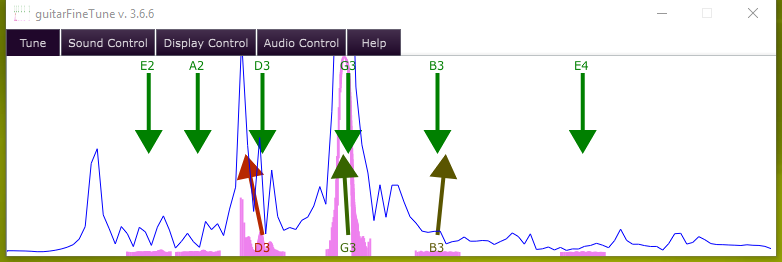 guitarFineTune v. 3.6.6
Tune Sound Control Display Control Audio Control Help
E2 A2 D3 G3 B3 E4
D3 G3 B3